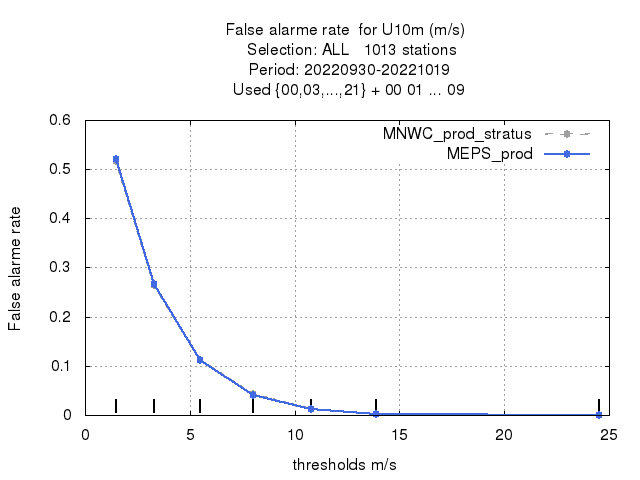 False alarme rate for U10m (m/s)
Selection: ALL 1013 stations
Period: 20220930-20221019
Used {00,03,...,21} + 00 01 ... 09
MNWC_prod_stratus
MEPS_prod
False alarme rate
0.6
0.5
0.4
0.3
0.2
0.1
0
0 5 10 15 20 25
thresholds m/s